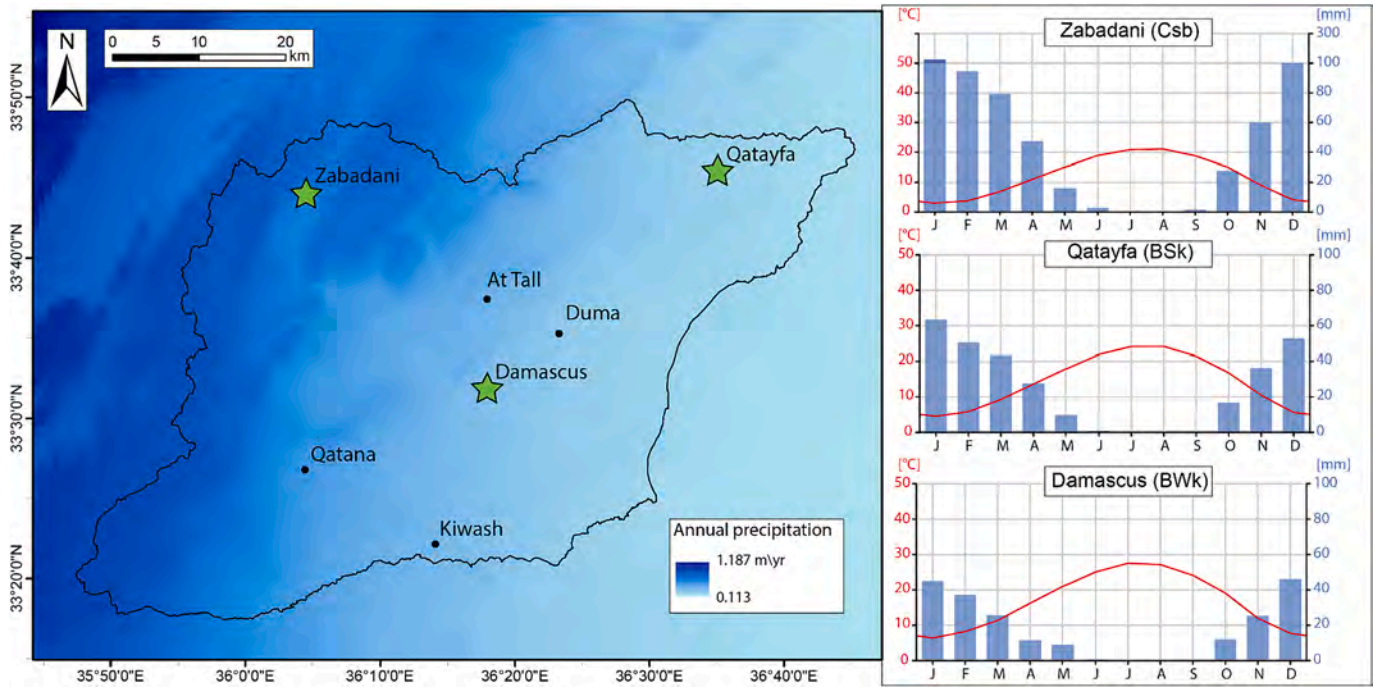 N
0 5 10 20
km
33°50'0"N
33°40'0"N
33°30'0"N
33°20'0"N
35°50'0"E 36°0'0"E 36°10'0"E 36°20'0"E 36°30'0"E 36°40'0"E
Zabadani
Qatayfa
At Tall
Duma
Damascus
Qatana
Kiwash
Annual precipitation
1.187 m\yr
0.113
[°C] Zabadani (Csb) [mm]
300
50 100
40 80
30 60
20 40
10 20
0 0
J F M A M J J A S O N D
[°C] Qatayfa (BSk) [mm]
50 100
40 80
30 60
20 40
10 20
0 0
J F M A M J J A S O N D
[°C] Damascus (BWk) [mm]
50 100
40 80
30 60
20 40
10 20
0 0
J F M A M J J A S O N D